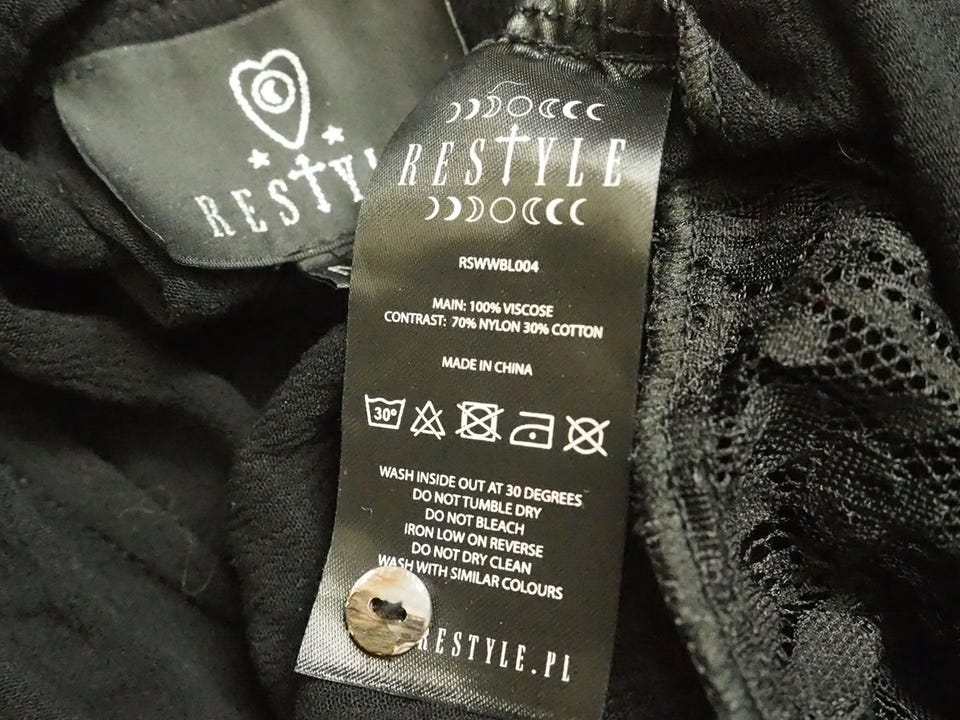 RESTY
RESTYLE
RSWWBL004
MAIN: 100% VISCOSE
CONTRAST: 70% NYLON 30% COTTON
MADE IN CHINA
30°
WASH INSIDE OUT AT 30 DEGREES
DO NOT TUMBLE DRY
DO NOT BLEACH
IRON LOW ON REVERSE
DO NOT DRY CLEAN
WASH WITH SIMILAR COLOURS
RESTYLE.PL